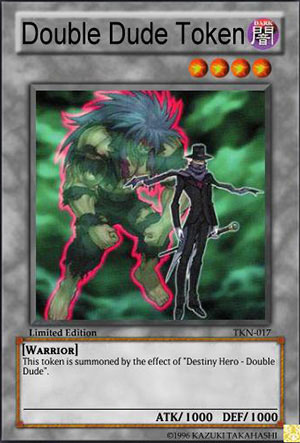 Double Dude Token
DARK
闇
Limited Edition TKN-017
[Warrior]
This token is summoned by the effect of "Destiny Hero - Double
Dude".
ATK/ 1000 DEF/ 1000
©1996 KAZUKI TAKAHASHI